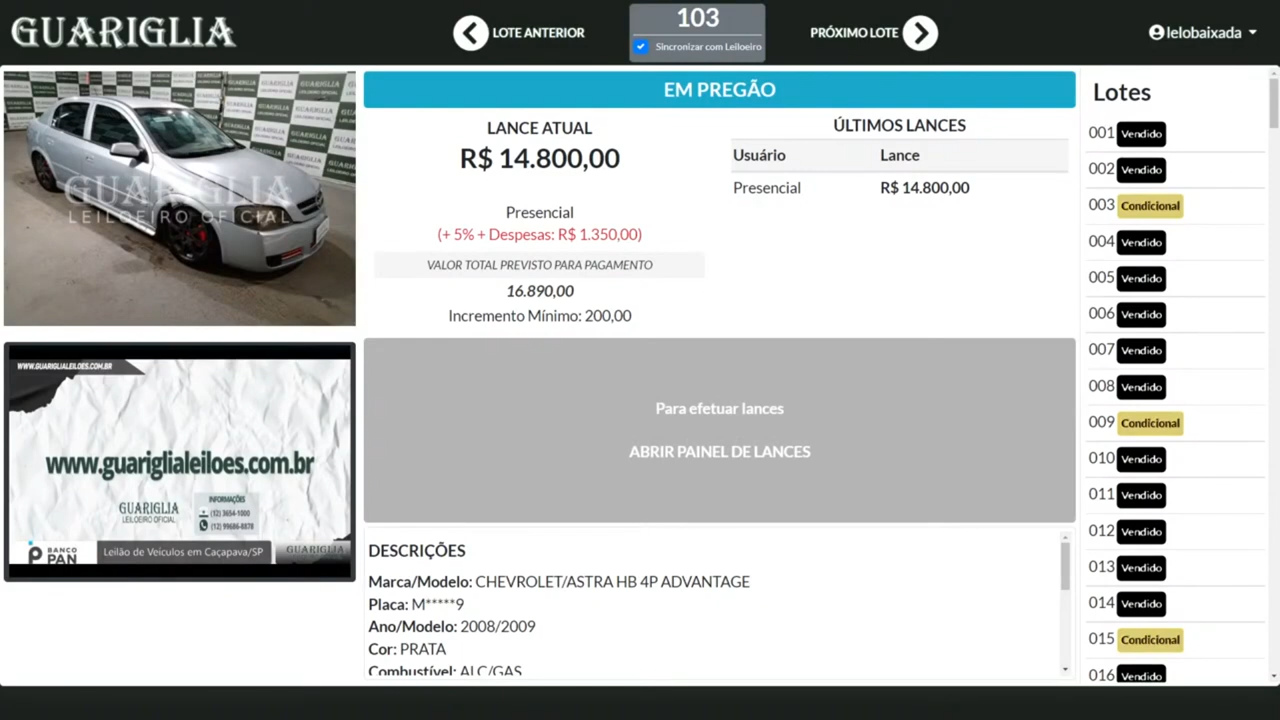 GUARIGLIA
LOTE ANTERIOR
103
Sincronizar com Leiloeiro
PRÓXIMO LOTE
lelobaixada
GUARIGLIA
LEILOEIRO OFICIAL
EM PREGÃO
LANCE ATUAL
R$ 14.800,00
Presencial
(+ 5% + Despesas: R$ 1.350,00)
VALOR TOTAL PREVISTO PARA PAGAMENTO
16.890,00
Incremento Mínimo: 200,00
ÚLTIMOS LANCES
Usuário Lance
Presencial R$ 14.800,00
Para efetuar lances
ABRIR PAINEL DE LANCES
WWW.GUARIGLIALEILOES.COM.BR
www.guariglialeiloes.com.br
GUARIGLIA
LEILOEIRO OFICIAL
INFORMAÇÕES
(12) 3654-1000
(12) 99686-8878
BANCO
PAN
Leilão de Veiculos em Caçapava/SP
GUARIGLIA
DESCRIÇÕES
Marca/Modelo: CHEVROLET/ASTRA HB 4P ADVANTAGE
Placa: M*****9
Ano/Modelo: 2008/2009
Cor: PRATA
Combustível: ALC/GAS
Lotes
001 Vendido
002 Vendido
003 Condicional
004 Vendido
005 Vendido
006 Vendido
007 Vendido
008 Vendido
009 Condicional
010 Vendido
011 Vendido
012 Vendido
013 Vendido
014 Vendido
015 Condicional
016 Vendido